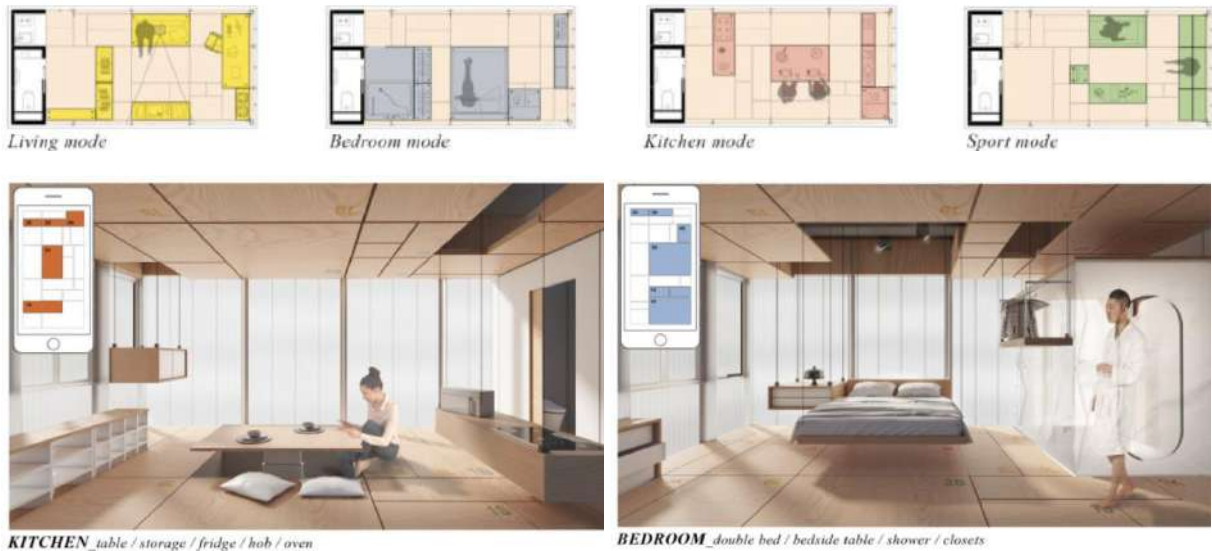 Living mode
Bedroom mode
Kitchen mode
Sport mode
KITCHEN_table / storage / fridge / hob / oven
BEDROOM_double bed / bedside table / shower / closets